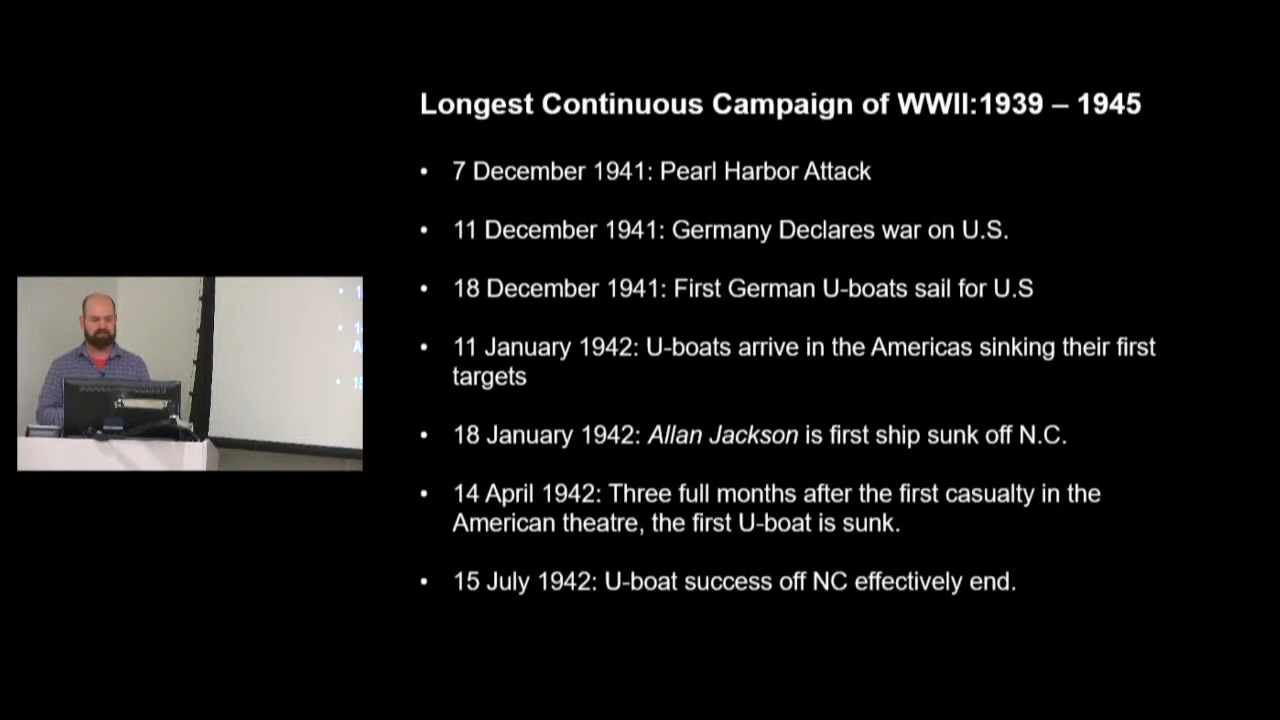 Longest Continuous Campaign of WWII:1939 – 1945
• 7 December 1941: Pearl Harbor Attack
• 11 December 1941: Germany Declares war on U.S.
• 18 December 1941: First German U-boats sail for U.S
• 11 January 1942: U-boats arrive in the Americas sinking their first
targets
• 18 January 1942: Allan Jackson is first ship sunk off N.C.
• 14 April 1942: Three full months after the first casualty in the
American theatre, the first U-boat is sunk.
• 15 July 1942: U-boat success off NC effectively end.